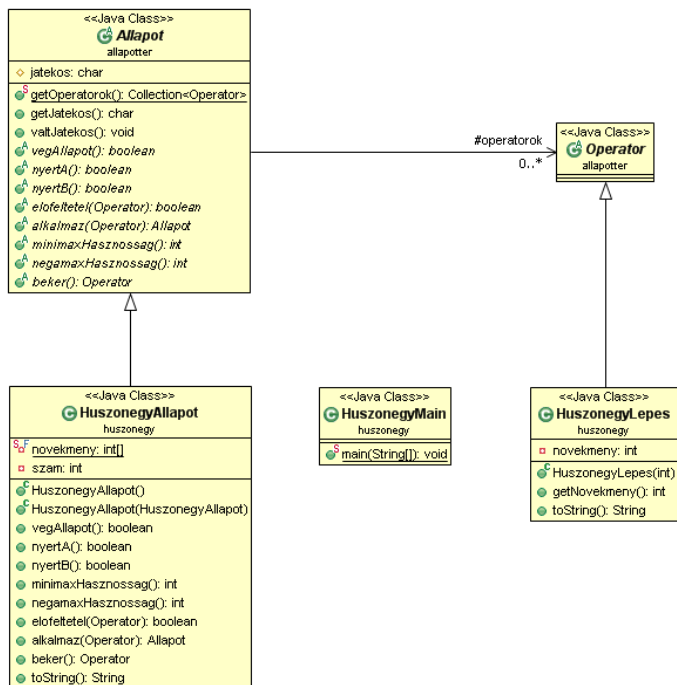 <<Java Class>>
Allapot
allapotter
jatekos: char
getOperatorok(): Collection<Operator>
getJatekos(): char
valtJatekos(): void
vegAllapot(): boolean
nyertA(): boolean
nyertB(): boolean
elofeltetel(Operator): boolean
alkalmaz(Operator): Allapot
minimaxHasznossag(): int
negamaxHasznossag(): int
beker(): Operator
#operatorok
0..*
<<Java Class>>
Operator
allapotter
<<Java Class>>
HuszonegyAllapot
huszonegy
novekmeny: int[]
szam: int
HuszonegyAllapot()
HuszonegyAllapot(HuszonegyAllapot)
vegAllapot(): boolean
nyertA(): boolean
nyertB(): boolean
minimaxHasznossag(): int
negamaxHasznossag(): int
elofeltetel(Operator): boolean
alkalmaz(Operator): Allapot
beker(): Operator
toString(): String
<<Java Class>>
HuszonegyMain
huszonegy
main(String[]): void
<<Java Class>>
HuszonegyLepes
huszonegy
novekmeny: int
HuszonegyLepes(int)
getNovekmeny(): int
toString(): String